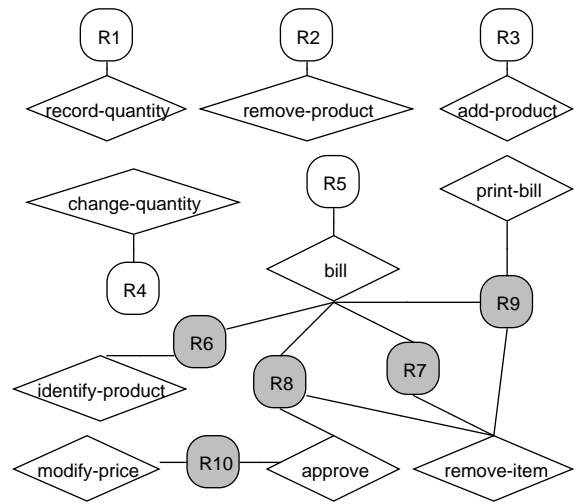 R1
R2
R3
record-quantity
remove-product
add-product
R5
print-bill
change-quantity
bill
R4
R9
R6
R7
R8
identify-product
R10
modify-price
approve
remove-item